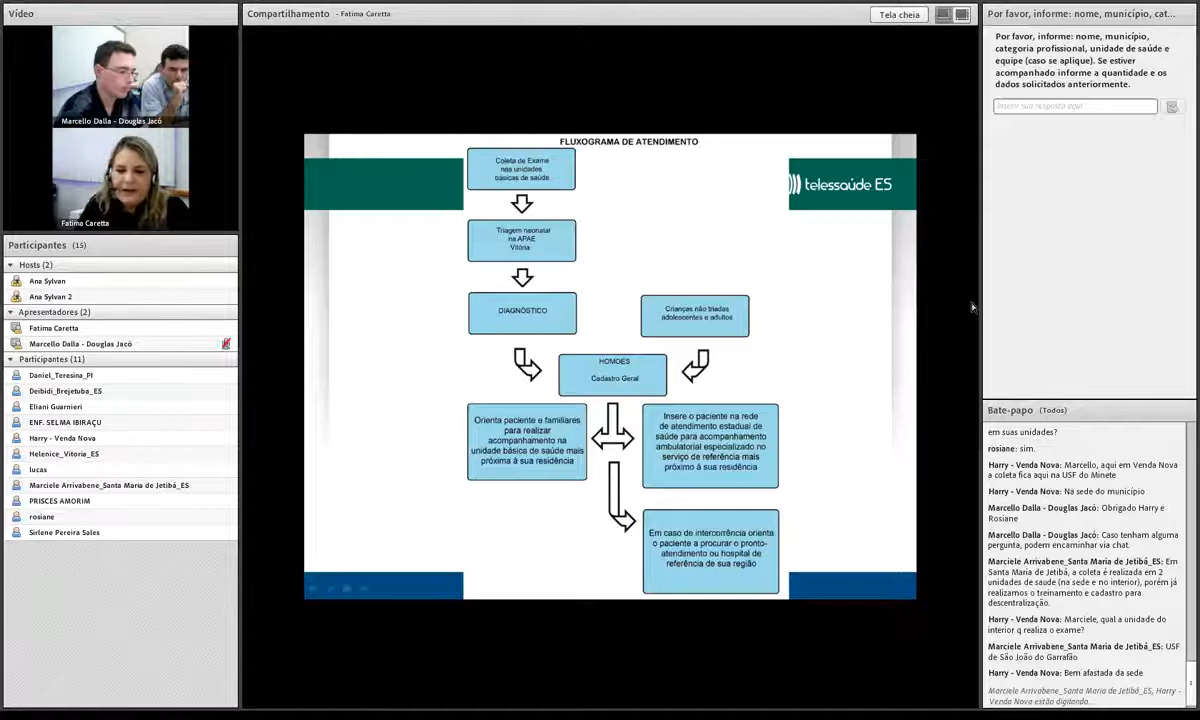 Vídeo
Marcello Dalla - Douglas Jacó
Fatima Caretta
Participantes (15)
Hosts (2)
Ana Sylvan
Ana Sylvan 2
Apresentadores (2)
Fatima Caretta
Marcello Dalla - Douglas Jacó
Participantes (11)
Daniel_Teresina_PI
Deibidi_Brejetuba_ES
Eliani Guarnieri
ENF. SELMA IBIRAÇU
Harry - Venda Nova
Helenice_Vitoria_ES
lucas
Marciele Arrivabene_Santa Maria de Jetibá_ES
PRISCES AMORIM
rosiane
Sirlene Pereira Sales
Compartilhamento - Fatima Caretta
Tela cheia
FLUXOGRAMA DE ATENDIMENTO
telessaúde ES
Coleta de Exame
nas unidades
básicas de saúde
Triagem neonatal
na APAE
Vitória
DIAGNÓSTICO
Crianças não triadas
adolescentes e adultos
HOMOES
Cadastro Geral
Orienta paciente e familiares
para realizar
acompanhamento na
unidade básica de saúde mais
próxima á sua residência
Insere o paciente na rede
de atendimento estadual de
saúde para acompanhamento
ambulatorial especializado no
serviço de referência mais
próximo á sua residência
Em caso de intercorrência orienta
o paciente a procurar o pronto-
atendimento ou hospital de
referência de sua região
Por favor, informe: nome, município, cat...
Por favor, informe: nome, município,
categoria profissional, unidade de saúde e
equipe (caso se aplique). Se estiver
acompanhado informe a quantidade e os
dados solicitados anteriormente.
Inserir sua resposta aqui
Bate-papo (Todos)
em suas unidades?
rosiane: sim.
Harry - Venda Nova: Marcello, aqui em Venda Nova
a coleta fica aqui na USF do Minete
Harry - Venda Nova: Na sede do município
Marcello Dalla - Douglas Jacó: Obrigado Harry e
Rosiane
Marcello Dalla - Douglas Jacó: Caso tenham alguma
pergunta, podem encaminhar via chat.
Marciele Arrivabene_Santa Maria de Jetibá_ES: Em
Santa Maria de Jetibá, a coleta é realizada em 2
unidades de saude (na sede e no interior), porém já
realizamos o treinamento e cadastro para
descentralização.
Harry - Venda Nova: Marciele, qual a unidade do
interior q realiza o exame?
Marciele Arrivabene_Santa Maria de Jetibá_ES: USF
de São João do Garrafão
Harry - Venda Nova: Bem afastada da sede
Marciele Arrivabene_Santa Maria de Jetibá_ES, Harry -
Venda Nova estão digitando...